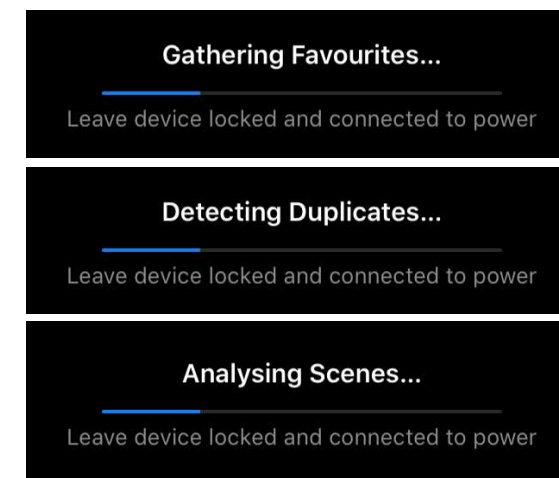 Gathering Favourites...
Leave device locked and connected to power
Detecting Duplicates...
Leave device locked and connected to power
Analysing Scenes...
Leave device locked and connected to power